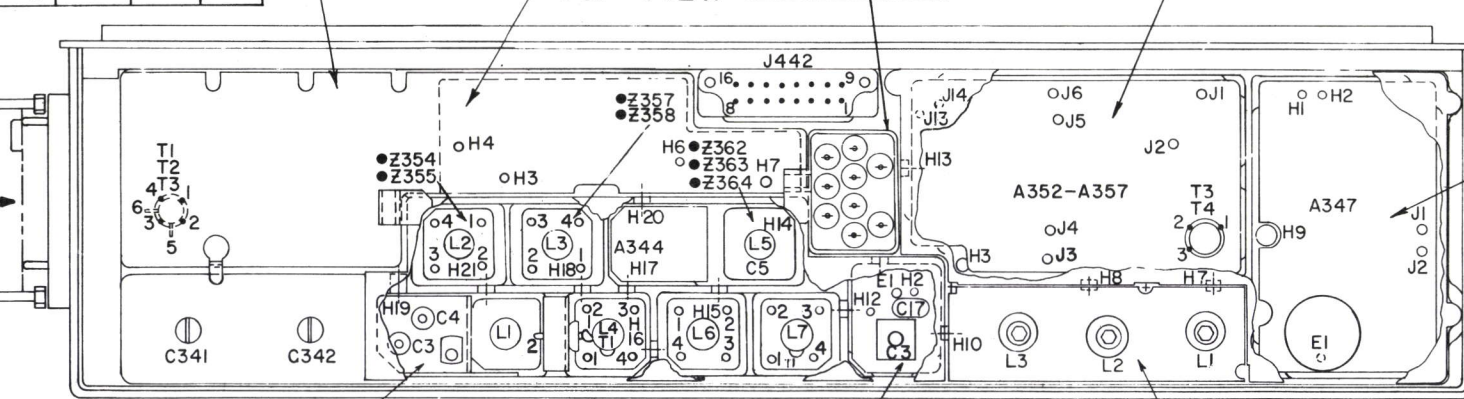 J442
16
9
8
1
Z357
Z358
J14
J13
J6
J1
J5
H1
H2
H4
H6
Z362
Z363
Z364
H7
J2
T1
T2
T3
4
1
6
3
2
5
Z354
Z355
H3
H13
A352-A357
T3
T4
2
1
3
A347
J1
H20
H14
J4
H9
4
1
L2
3
2
H21
3
4
L3
2
1
H18
A344
H17
L5
C5
J3
H3
J2
H8
H7
H19
E1
H2
H12
C17
C4
C3
L1
2
2
3
L4
T1
H
16
1
4
1
H15
2
L6
4
3
2
3
L7
1
4
C3
H10
C341
C342
L3
L2
L1
E1